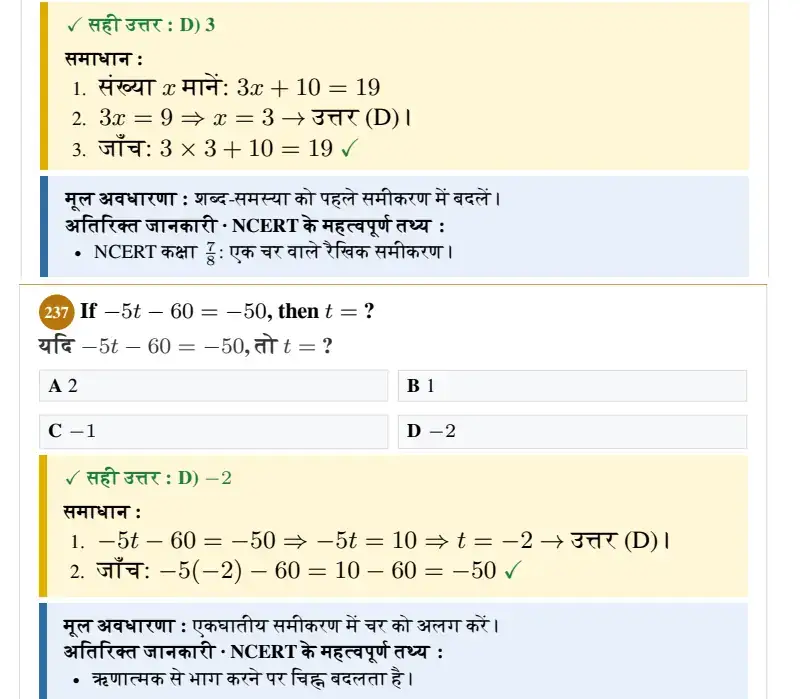 ✓ सही उत्तर : D) 3
समाधान :
1. संख्या x मानें: 3x + 10 = 19
2. 3x = 9 ⇒ x = 3 → उत्तर (D)।
3. जाँच: 3 × 3 + 10 = 19 ✓
मूल अवधारणा : शब्द-समस्या को पहले समीकरण में बदलें।
अतिरिक्त जानकारी · NCERT के महत्वपूर्ण तथ्य :
• NCERT कक्षा 7/8: एक चर वाले रैखिक समीकरण।
237 If −5t − 60 = −50, then t = ?
यदि −5t − 60 = −50, तो t = ?
A 2
B 1
C −1
D −2
✓ सही उत्तर : D) −2
समाधान :
1. −5t − 60 = −50 ⇒ −5t = 10 ⇒ t = −2 → उत्तर (D)।
2. जाँच: −5(−2) − 60 = 10 − 60 = −50 ✓
मूल अवधारणा : एकघातीय समीकरण में चर को अलग करें।
अतिरिक्त जानकारी · NCERT के महत्वपूर्ण तथ्य :
• ऋणात्मक से भाग करने पर चिह्न बदलता है।